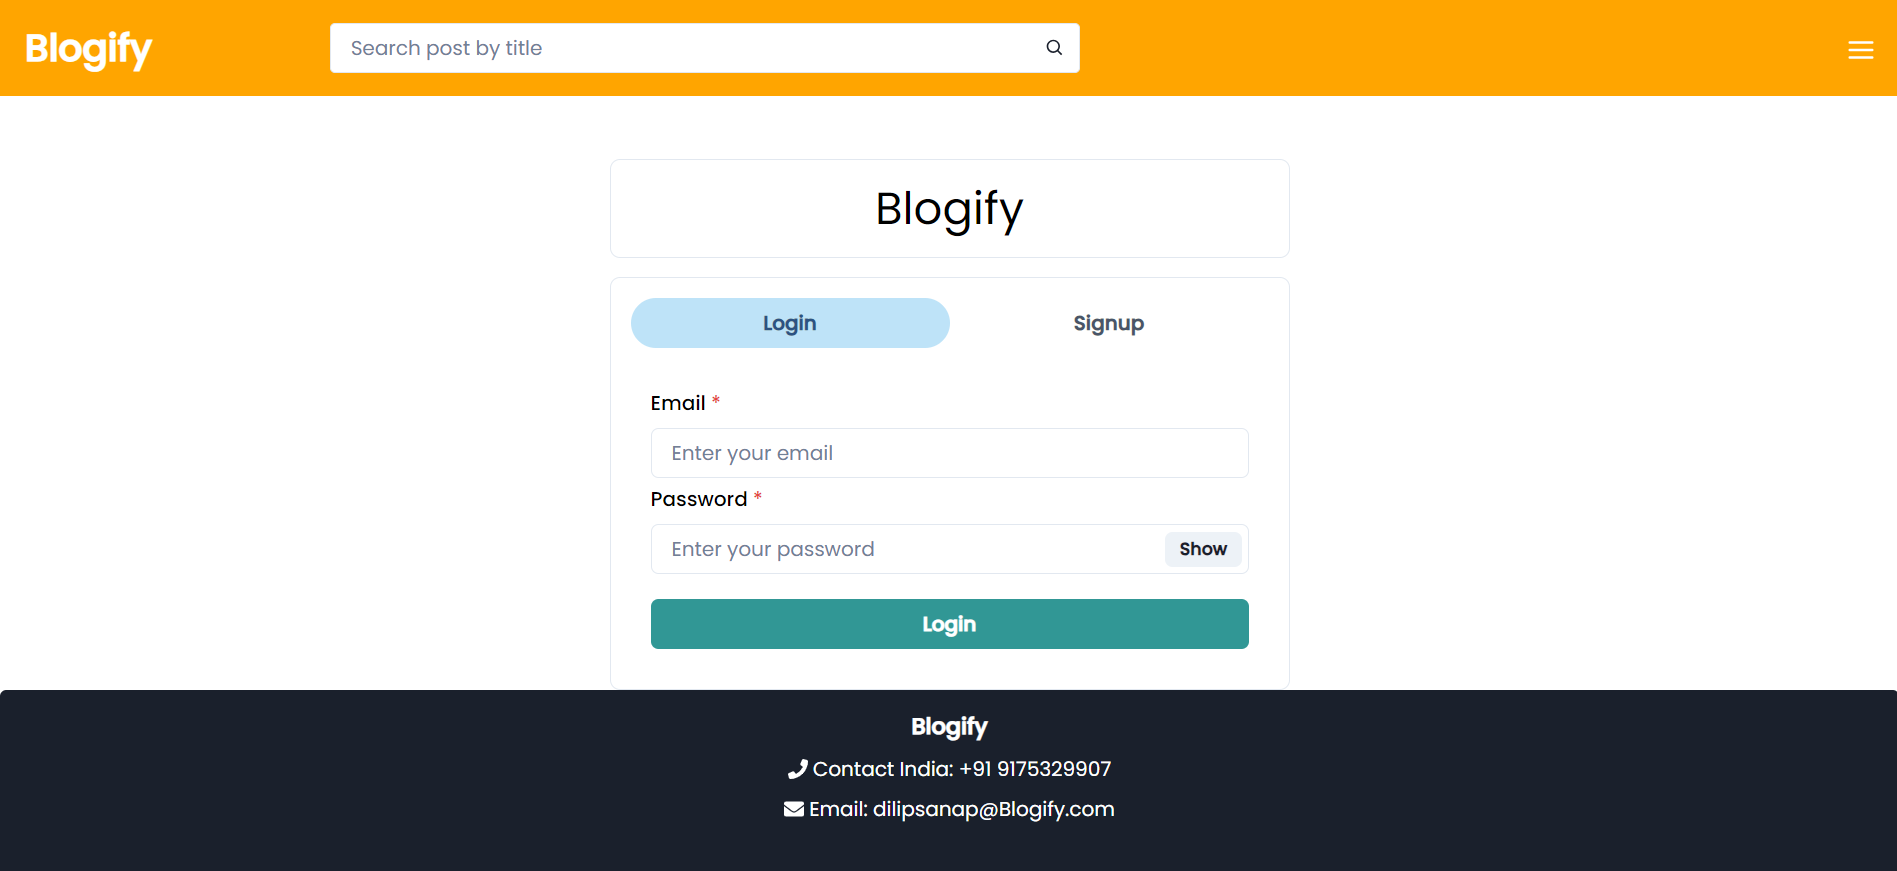 Blogify
Search post by title
Blogify
Login
Signup
Email *
Enter your email
Password *
Enter your password
Show
Login
Blogify
Contact India: +91 9175329907
Email: dilipsanap@Blogify.com